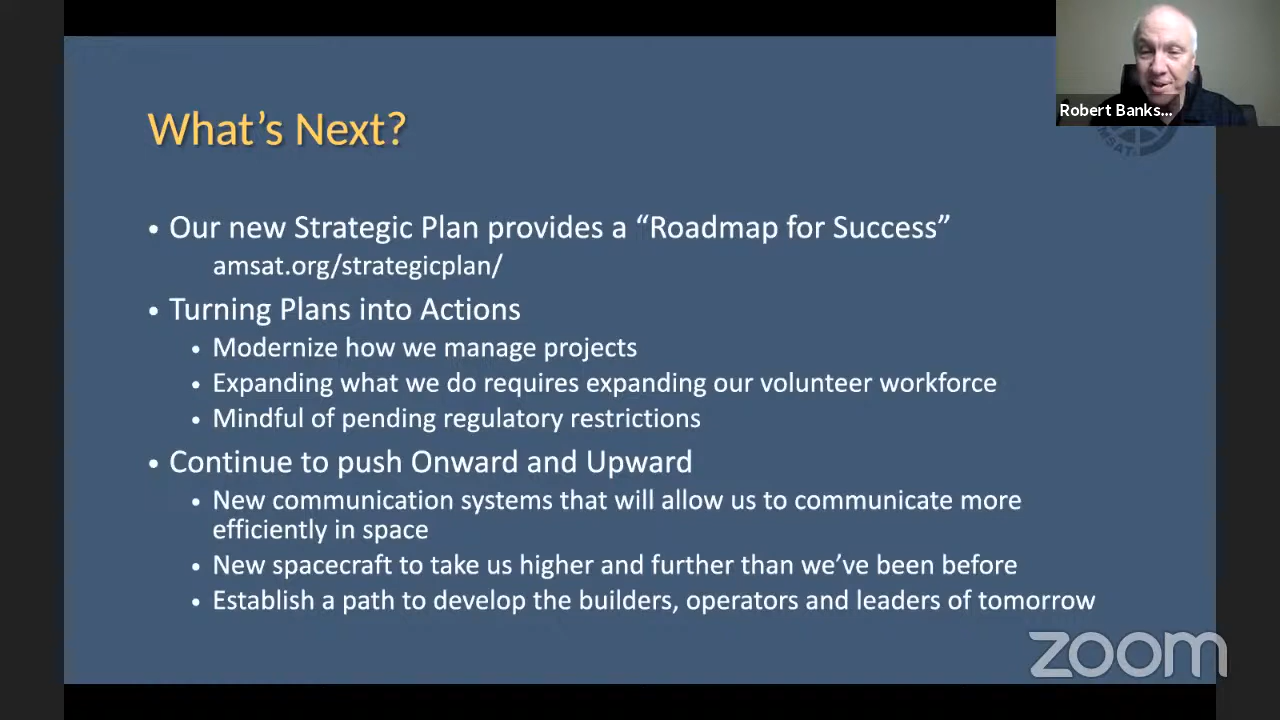 Robert Banks...
MSAT
What's Next?
• Our new Strategic Plan provides a “Roadmap for Success”
amsat.org/strategicplan/
• Turning Plans into Actions
• Modernize how we manage projects
• Expanding what we do requires expanding our volunteer workforce
• Mindful of pending regulatory restrictions
• Continue to push Onward and Upward
• New communication systems that will allow us to communicate more
efficiently in space
• New spacecraft to take us higher and further than we've been before
• Establish a path to develop the builders, operators and leaders of tomorrow
zoom